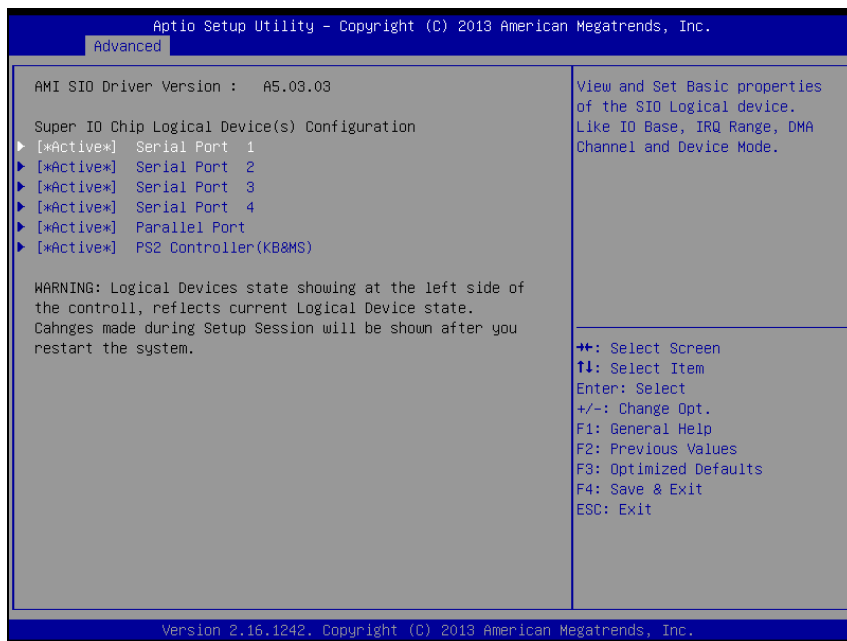 Aptio Setup Utility – Copyright (C) 2013 American Megatrends, Inc.
Advanced
AMI SIO Driver Version :   A5.03.03
Super IO Chip Logical Device(s) Configuration
[*Active*]  Serial Port  1
[*Active*]  Serial Port  2
[*Active*]  Serial Port  3
[*Active*]  Serial Port  4
[*Active*]  Parallel Port
[*Active*]  PS2 Controller(KB&MS)
WARNING: Logical Devices state showing at the left side of
the controll, reflects current Logical Device state.
Cahnges made during Setup Session will be shown after you
restart the system.
View and Set Basic properties
of the SIO Logical device.
Like IO Base, IRQ Range, DMA
Channel and Device Mode.
→←: Select Screen
↑↓: Select Item
Enter: Select
+/-: Change Opt.
F1: General Help
F2: Previous Values
F3: Optimized Defaults
F4: Save & Exit
ESC: Exit
Version 2.16.1242. Copyright (C) 2013 American Megatrends, Inc.